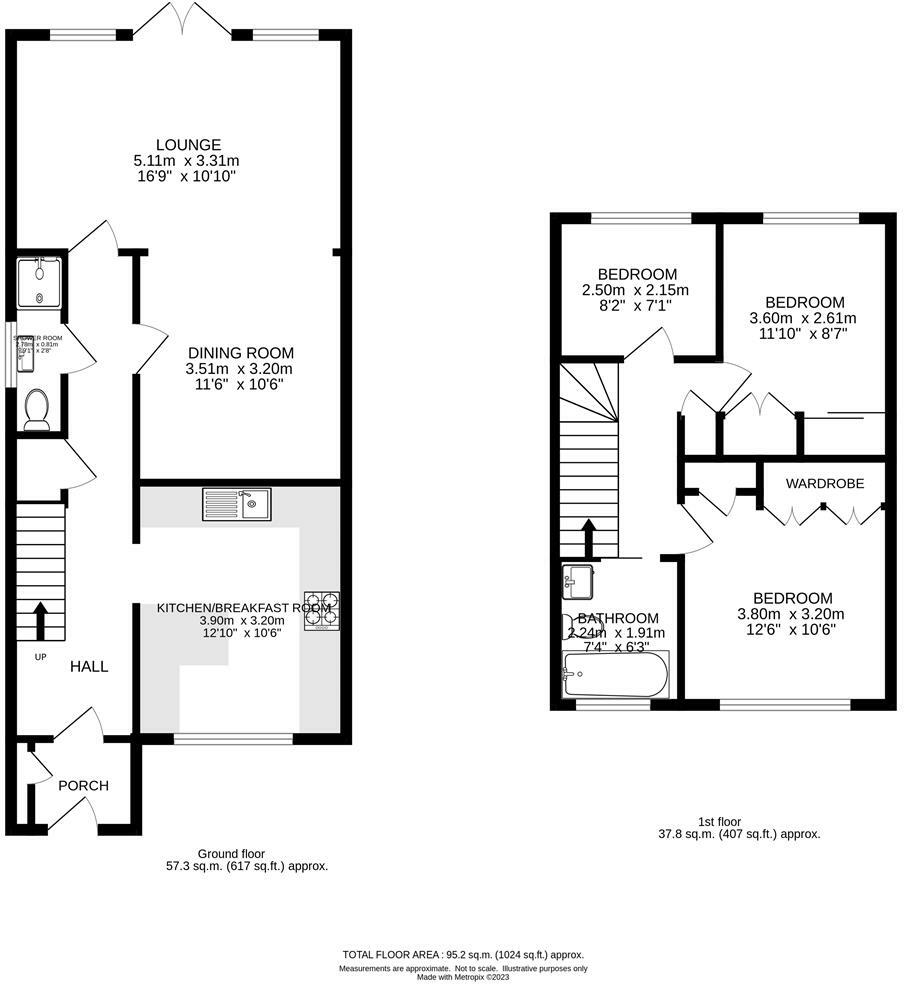 LOUNGE
5.11m x 3.31m
16'9" x 10'10"
SHOWER ROOM
2.78m x 0.81m
9'1" x 2'8"
DINING ROOM
3.51m x 3.20m
11'6" x 10'6"
KITCHEN/BREAKFAST ROOM
3.90m x 3.20m
12'10" x 10'6"
UP
HALL
PORCH
Ground floor
57.3 sq.m. (617 sq.ft.) approx.
BEDROOM
2.50m x 2.15m
8'2" x 7'1"
BEDROOM
3.60m x 2.61m
11'10" x 8'7"
WARDROBE
BEDROOM
3.80m x 3.20m
12'6" x 10'6"
BATHROOM
2.24m x 1.91m
7'4" x 6'3"
1st floor
37.8 sq.m. (407 sq.ft.) approx.
TOTAL FLOOR AREA : 95.2 sq.m. (1024 sq.ft.) approx.
Measurements are approximate. Not to scale. Illustrative purposes only
Made with Metropix ©2023